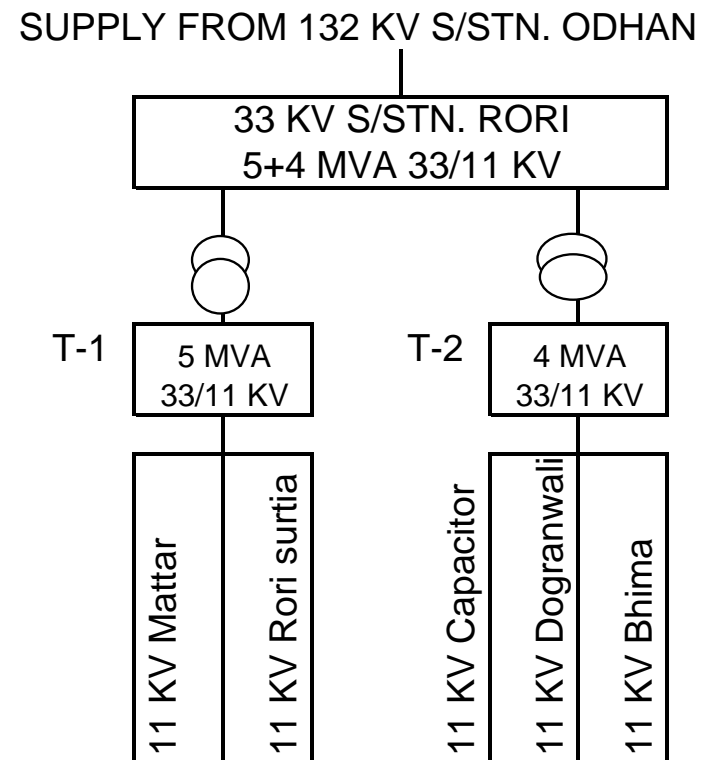 SUPPLY FROM 132 KV S/STN. ODHAN
33 KV S/STN. RORI
5+4 MVA 33/11 KV
T-1
5 MVA
33/11 KV
T-2
4 MVA
33/11 KV
11 KV Mattar
11 KV Rori surtia
11 KV Capacitor
11 KV Dogranwali
11 KV Bhima